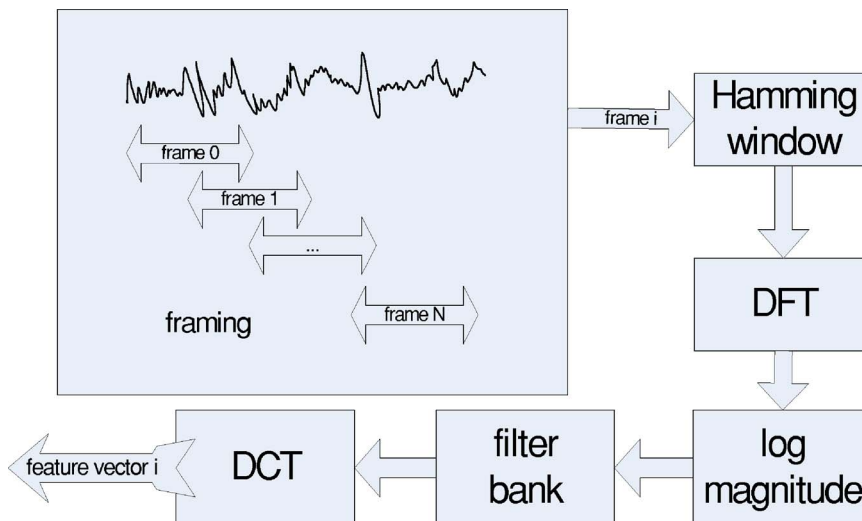 frame 0
frame 1
...
frame N
framing
frame i
Hamming
window
DFT
log
magnitude
filter
bank
DCT
feature vector i